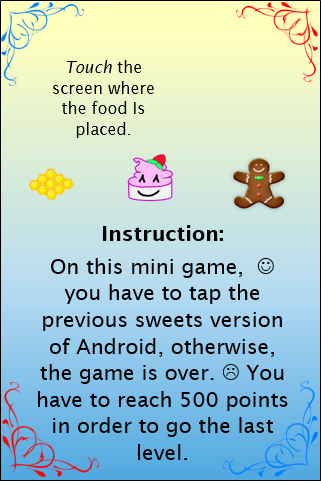 Touch the
screen where
the food Is
placed.
Instruction:
On this mini game, ☺
you have to tap the
previous sweets version
of Android, otherwise,
the game is over. ☹ You
have to reach 500 points
in order to go the last
level.